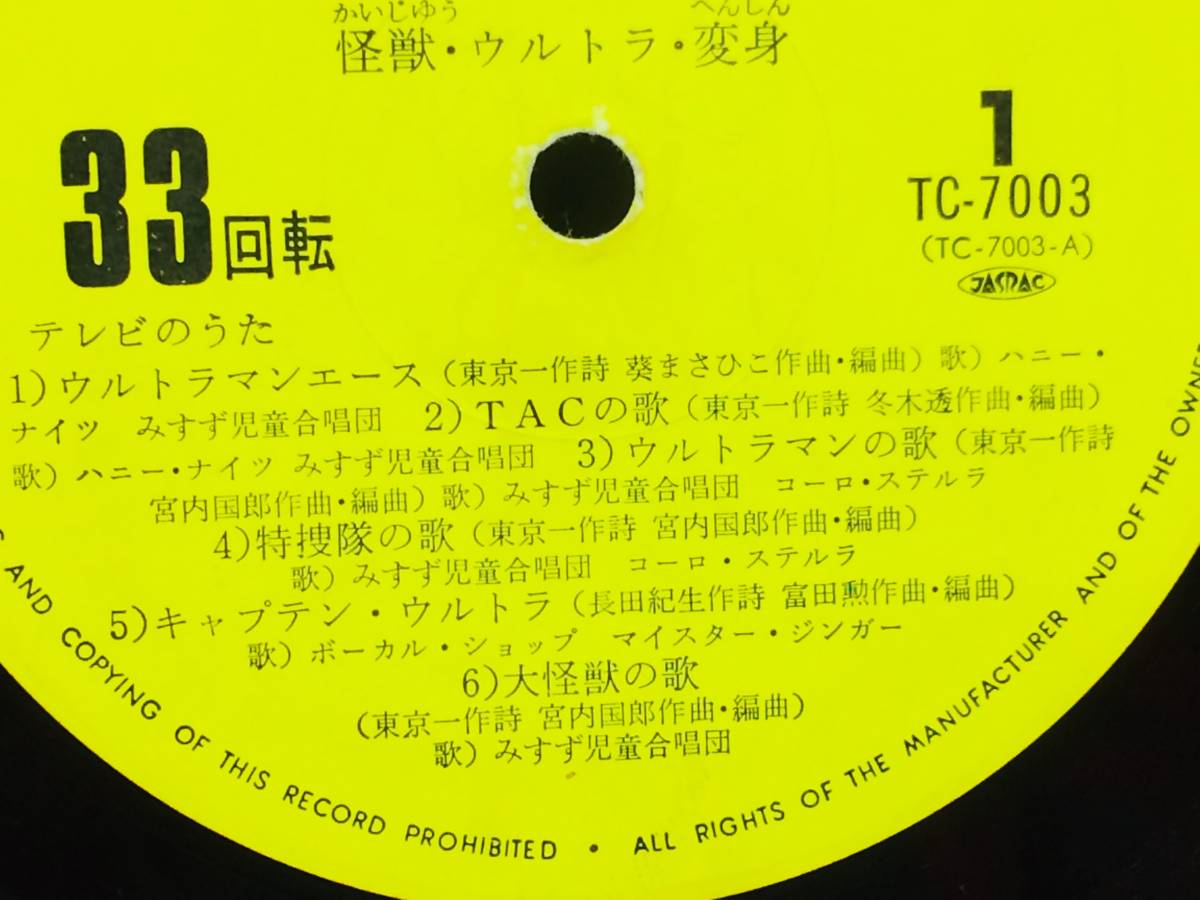 かいじゆう へんしん
怪獣・ウルトラ・変身
33回転
1
TC-7003
(TC-7003-A)
JASRAC
テレビのうた
1)ウルトラマンエース(東京一作詩 葵まさひこ作曲・編曲)歌)ハニー・
ナイツ みすず児童合唱団 2)TACの歌(東京一作詩 冬木透作曲・編曲)
歌)ハニー・ナイツ みすず児童合唱団 3)ウルトラマンの歌(東京一作詩
宮内国郎作曲・編曲)歌)みすず児童合唱団 コーロ・ステルラ
4)特捜隊の歌(東京一作詩 宮内国郎作曲・編曲)
歌)みすず児童合唱団 コーロ・ステルラ
5)キャプテン・ウルトラ(長田紀生作詩 富田勲作曲・編曲)
歌)ボーカル・ショップ マイスター・ジンガー
6)大怪獣の歌
(東京一作詩 宮内国郎作曲・編曲)
歌)みすず児童合唱団
AND COPYING OF THIS RECORD PROHIBITED • ALL RIGHTS OF THE MANUFACTURER AND OF THE